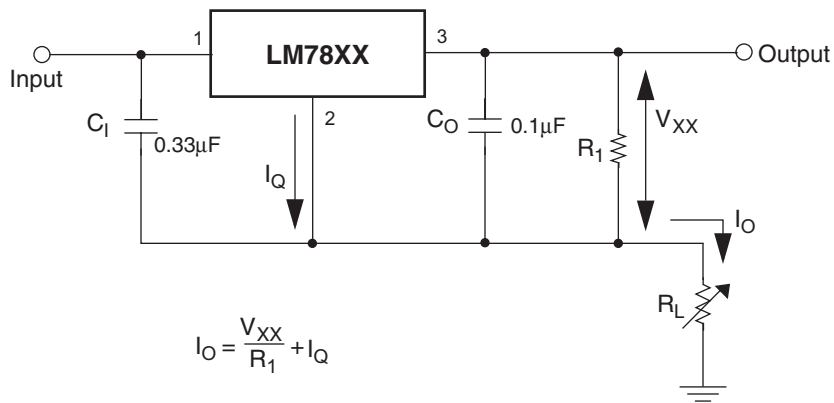 1
LM78XX
3
Input
Output
2
C_I
0.33μF
I_Q
C_O
0.1μF
R_1
V_XX
I_O
R_L
I_O = V_XX / R_1 + I_Q